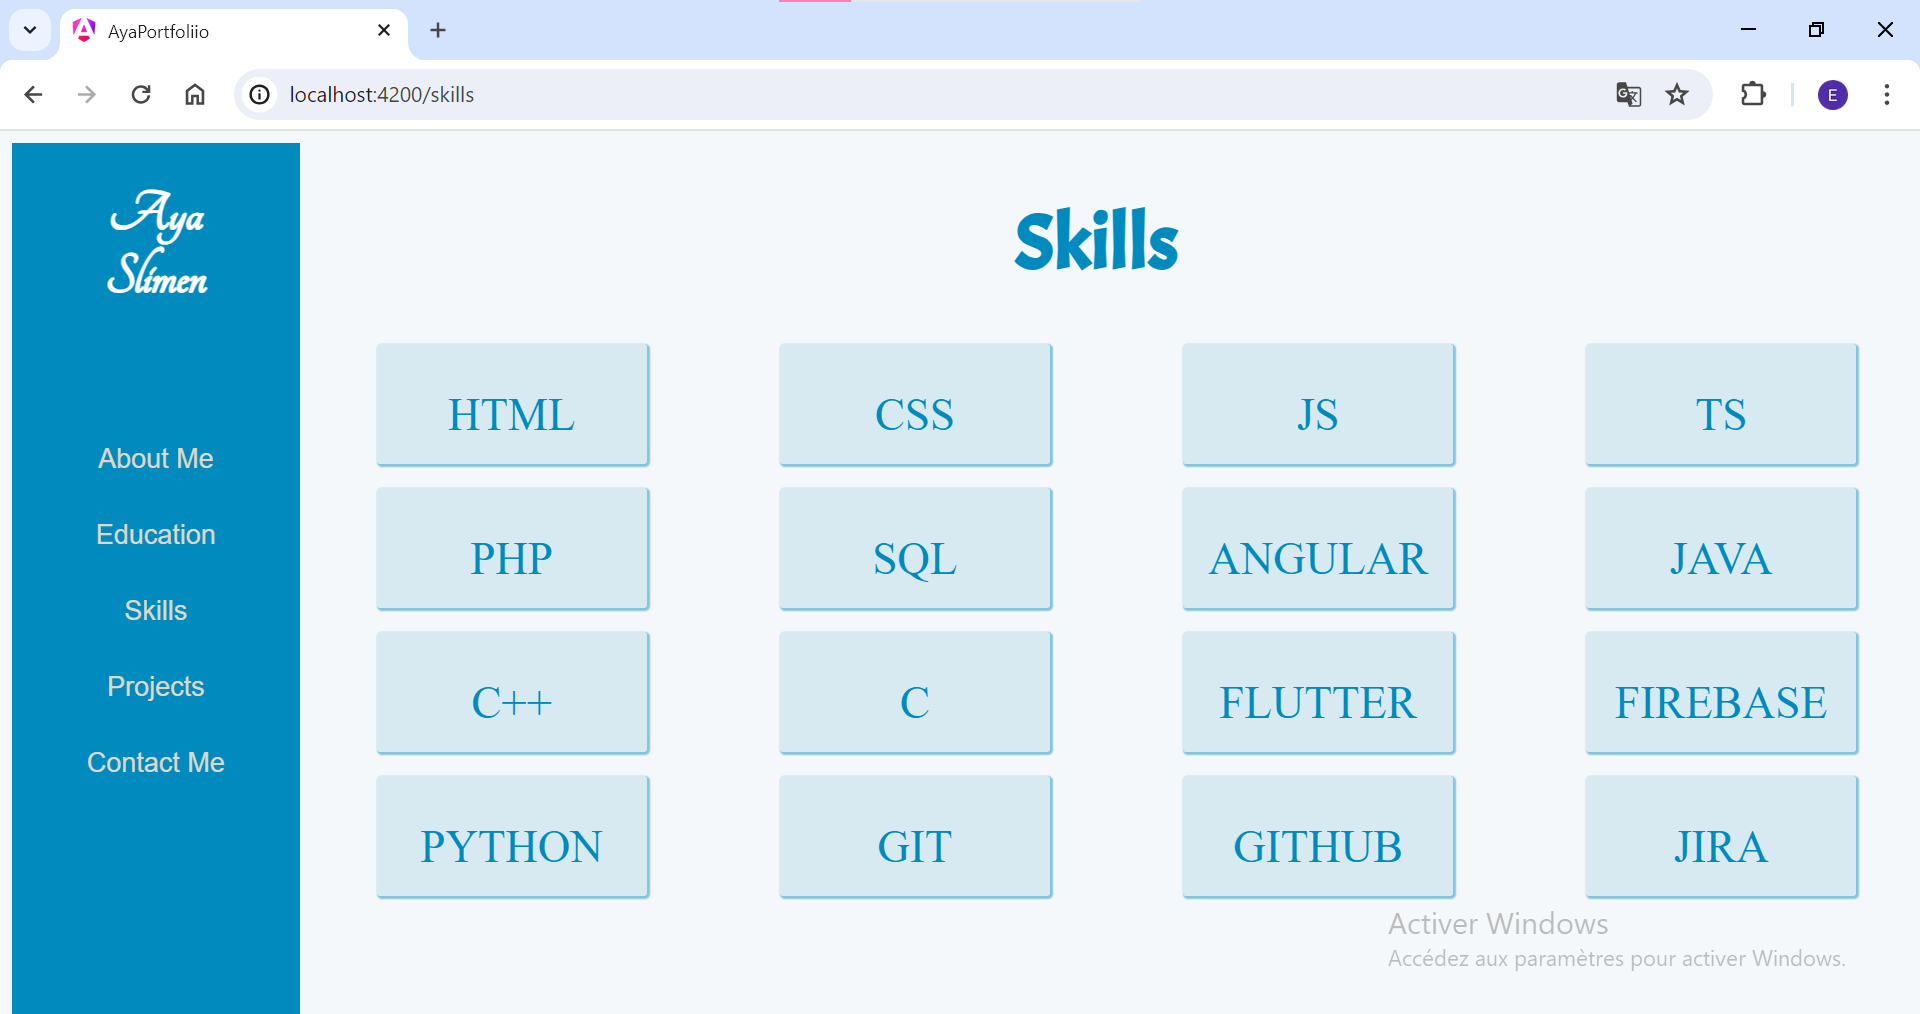 AyaPortfoliio
localhost:4200/skills
E
Aya
Slimen
About Me
Education
Skills
Projects
Contact Me
Skills
HTML
CSS
JS
TS
PHP
SQL
ANGULAR
JAVA
C++
C
FLUTTER
FIREBASE
PYTHON
GIT
GITHUB
JIRA
Activer Windows
Accédez aux paramètres pour activer Windows.